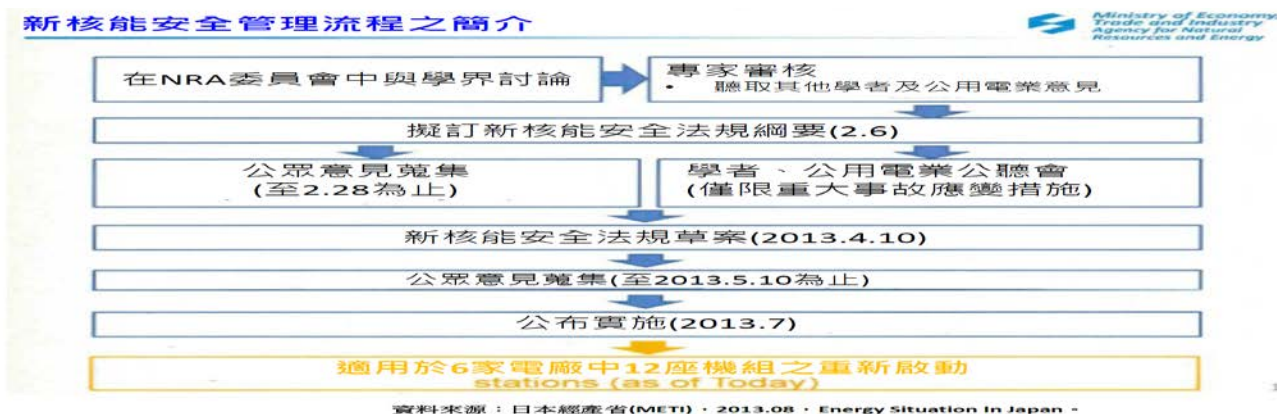 新核能安全管理流程之簡介
Ministry of Economy,
Trade and Industry
Agency for Natural
Resources and Energy
在NRA委員會中與學界討論
專家審核
• 聽取其他學者及公用電業意見
擬訂新核能安全法規綱要(2.6)
公眾意見蒐集
(至2.28為止)
學者、公用電業公聽會
(僅限重大事故應變措施)
新核能安全法規草案(2013.4.10)
公眾意見蒐集(至2013.5.10為止)
公布實施(2013.7)
適用於6家電廠中12座機組之重新啟動
stations (as of Today)
資料來源：日本經產省(METI)，2013.08，Energy Situation In Japan。